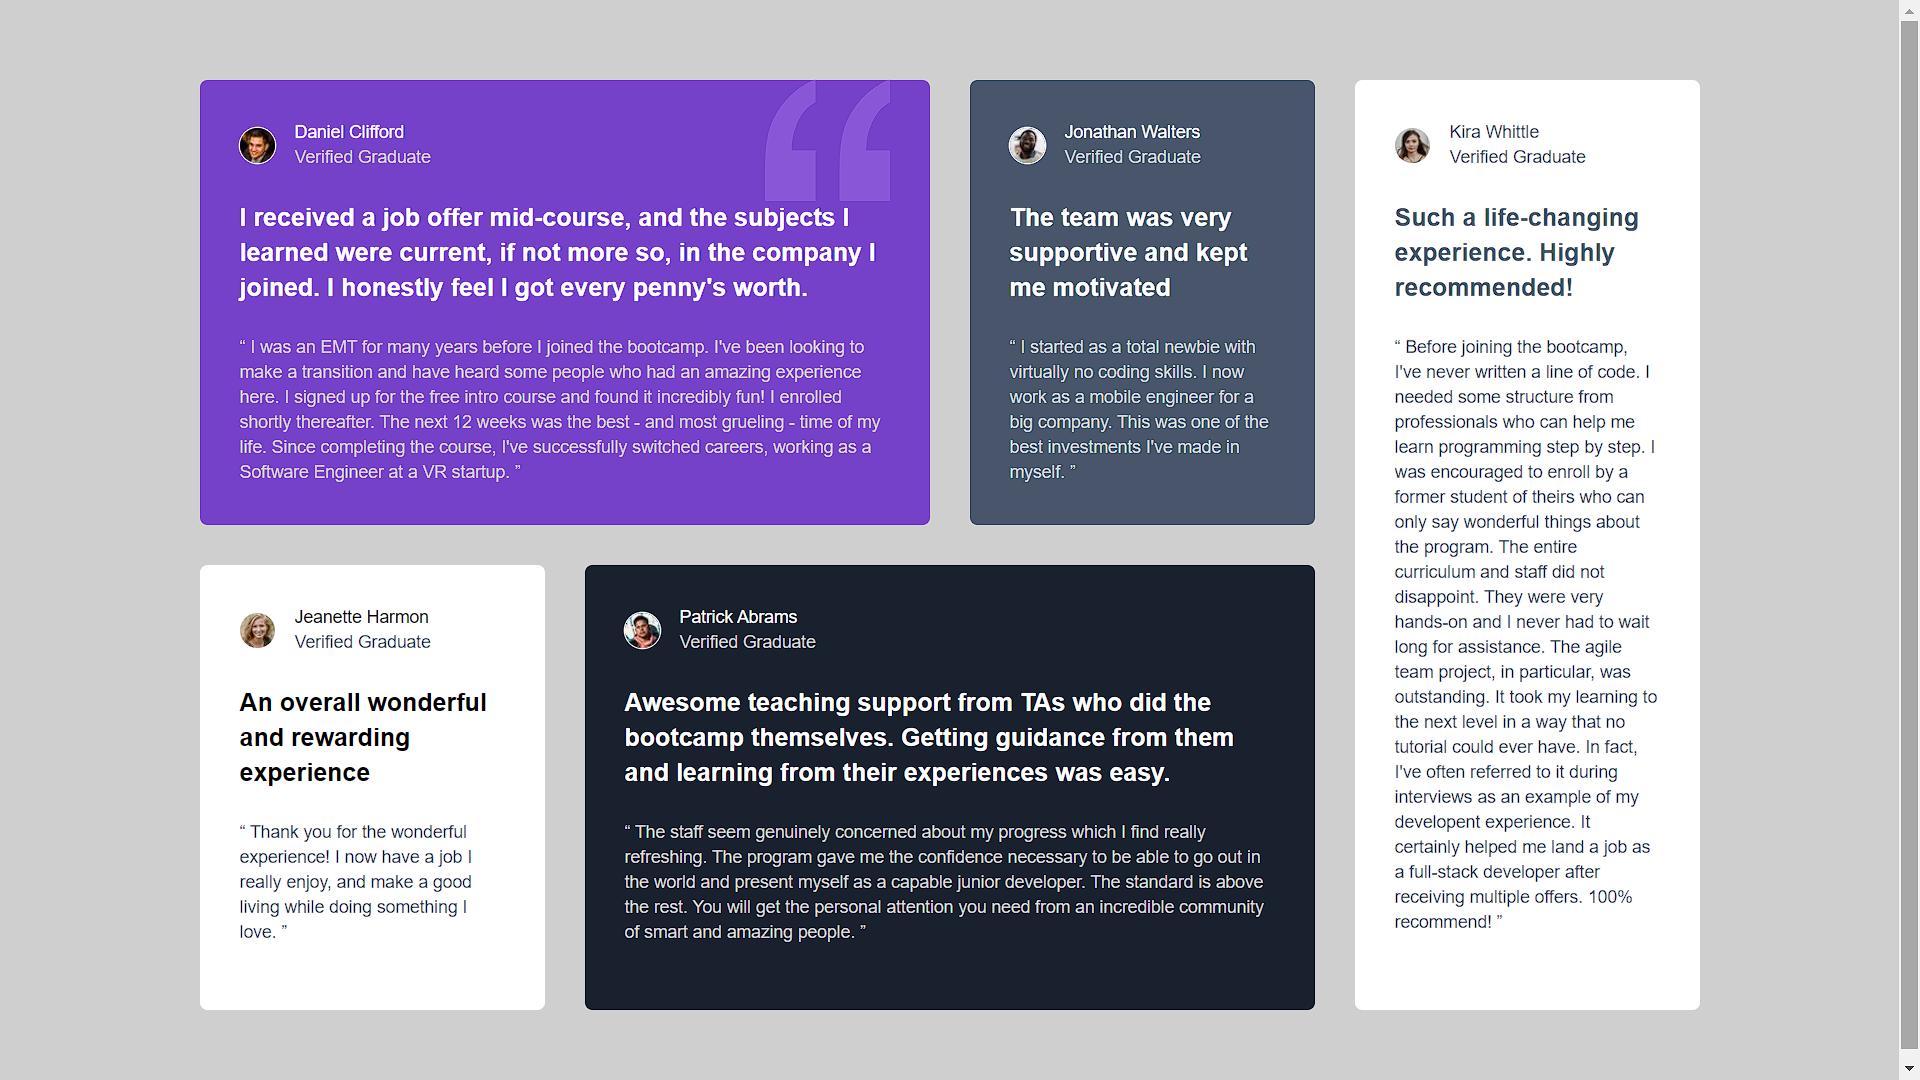 Daniel Clifford
Verified Graduate
I received a job offer mid-course, and the subjects I
learned were current, if not more so, in the company I
joined. I honestly feel I got every penny's worth.
“ I was an EMT for many years before I joined the bootcamp. I've been looking to
make a transition and have heard some people who had an amazing experience
here. I signed up for the free intro course and found it incredibly fun! I enrolled
shortly thereafter. The next 12 weeks was the best - and most grueling - time of my
life. Since completing the course, I've successfully switched careers, working as a
Software Engineer at a VR startup. ”
Jonathan Walters
Verified Graduate
The team was very
supportive and kept
me motivated
“ I started as a total newbie with
virtually no coding skills. I now
work as a mobile engineer for a
big company. This was one of the
best investments I've made in
myself. ”
Kira Whittle
Verified Graduate
Such a life-changing
experience. Highly
recommended!
“ Before joining the bootcamp,
I've never written a line of code. I
needed some structure from
professionals who can help me
learn programming step by step. I
was encouraged to enroll by a
former student of theirs who can
only say wonderful things about
the program. The entire
curriculum and staff did not
disappoint. They were very
hands-on and I never had to wait
long for assistance. The agile
team project, in particular, was
outstanding. It took my learning to
the next level in a way that no
tutorial could ever have. In fact,
I've often referred to it during
interviews as an example of my
developent experience. It
certainly helped me land a job as
a full-stack developer after
receiving multiple offers. 100%
recommend! ”
Jeanette Harmon
Verified Graduate
An overall wonderful
and rewarding
experience
“ Thank you for the wonderful
experience! I now have a job I
really enjoy, and make a good
living while doing something I
love. ”
Patrick Abrams
Verified Graduate
Awesome teaching support from TAs who did the
bootcamp themselves. Getting guidance from them
and learning from their experiences was easy.
“ The staff seem genuinely concerned about my progress which I find really
refreshing. The program gave me the confidence necessary to be able to go out in
the world and present myself as a capable junior developer. The standard is above
the rest. You will get the personal attention you need from an incredible community
of smart and amazing people. ”